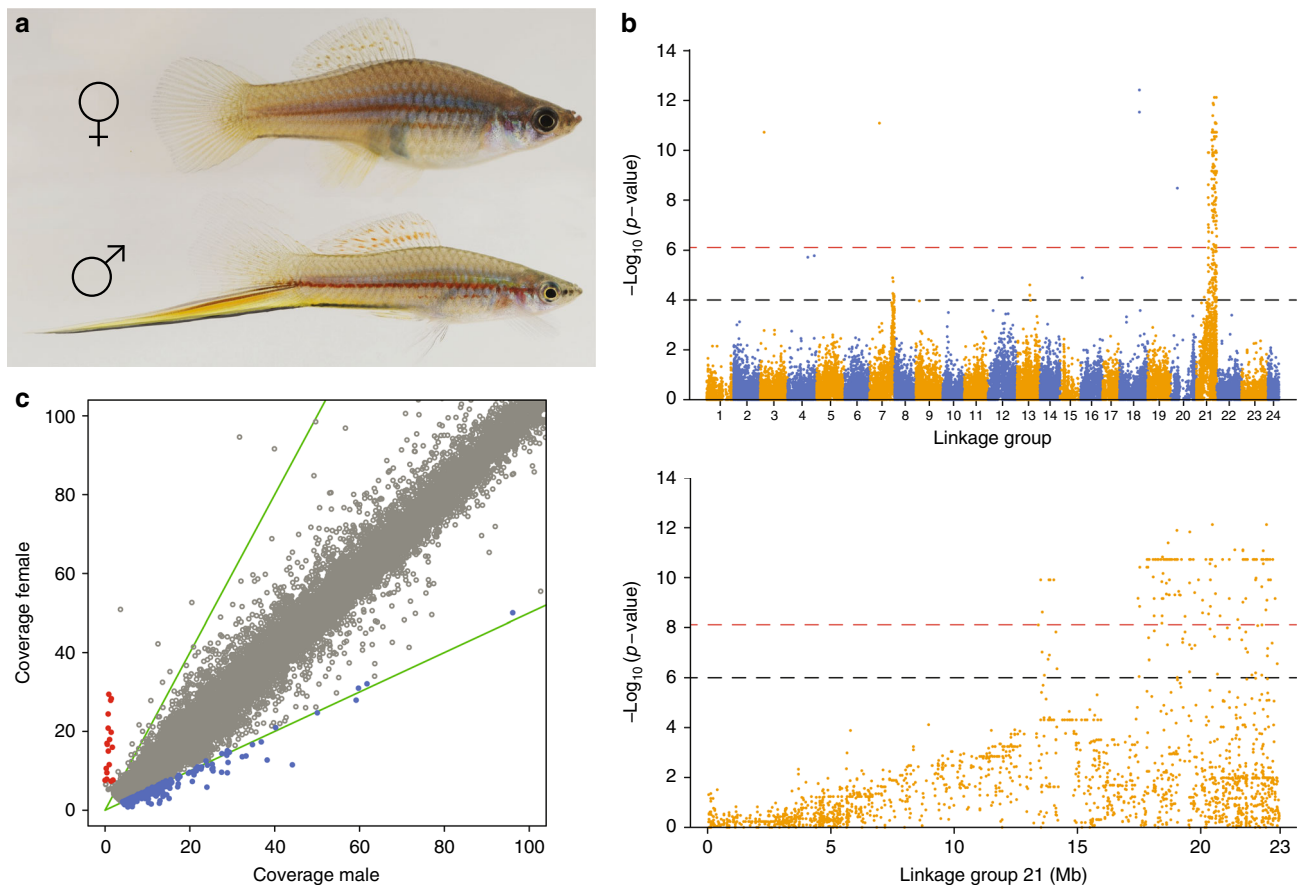 a
♀
♂
b
14
12
10
8
6
4
2
0
−Log10 (p−value)
1 2 3 4 5 6 7 8 9 10 11 12 13 14 15 16 17 18 19 20 21 22 23 24
Linkage group
c
100
80
60
40
20
0
Coverage female
0 20 40 60 80 100
Coverage male
14
12
10
8
6
4
2
0
−Log10 (p−value)
0 5 10 15 20 23
Linkage group 21 (Mb)